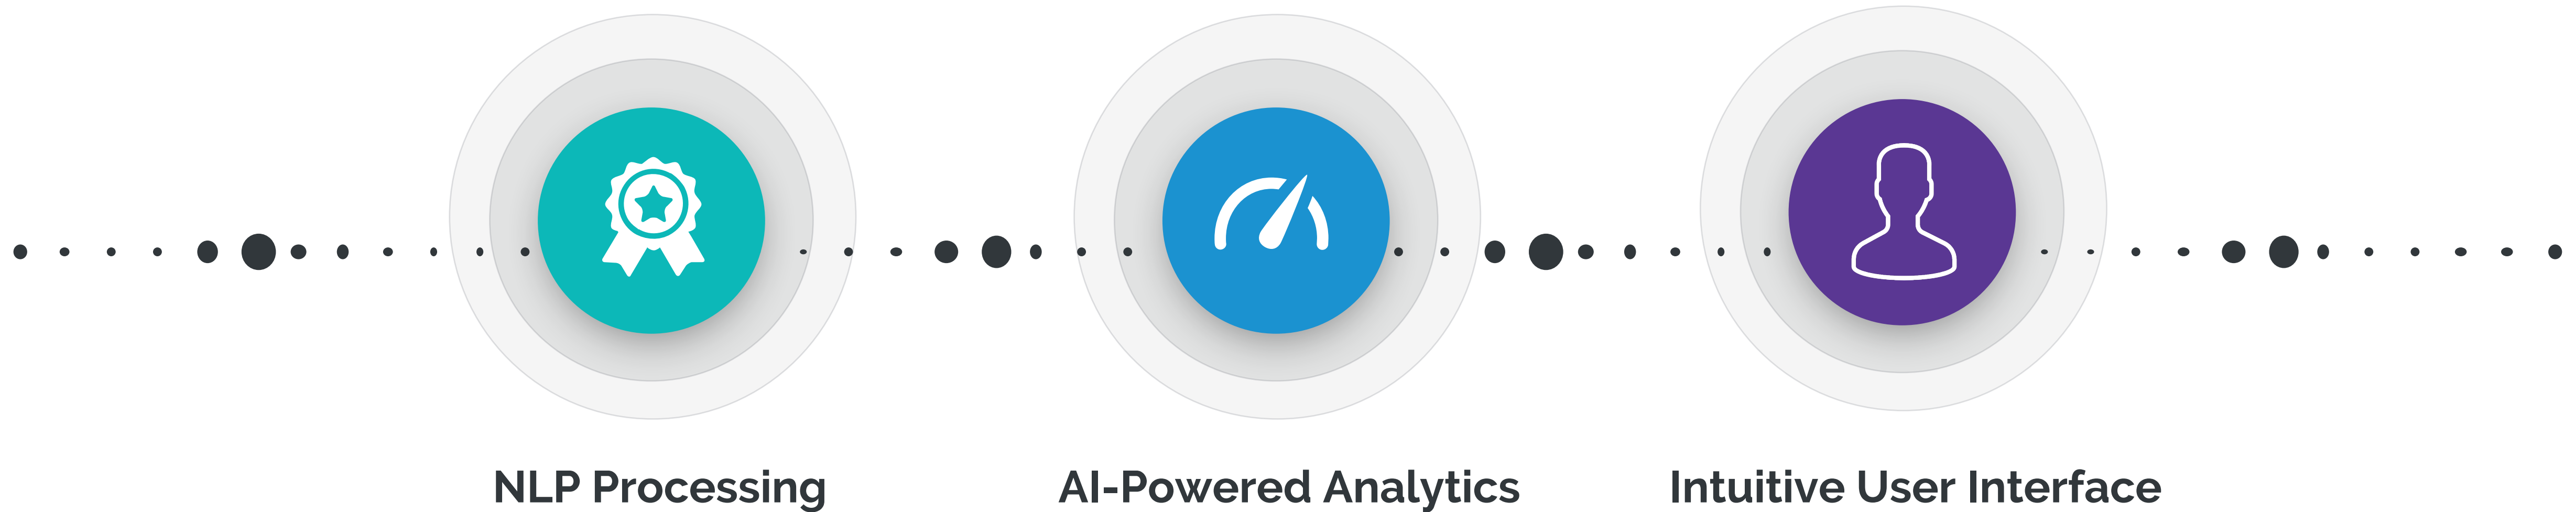 NLP Processing
AI-Powered Analytics
Intuitive User Interface